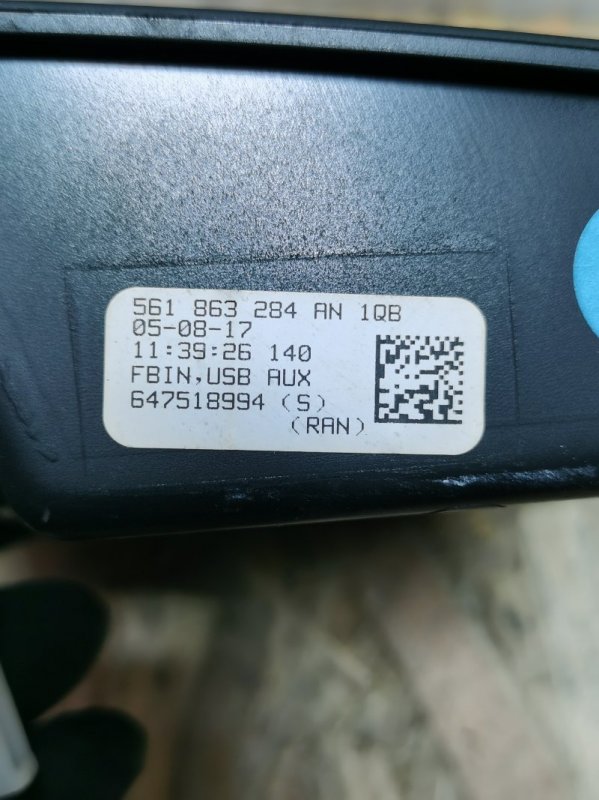 561 863 284 AN 1QB
05-08-17
11:39:26 140
FBIN,USB AUX
647518994 (S)
(RAN)